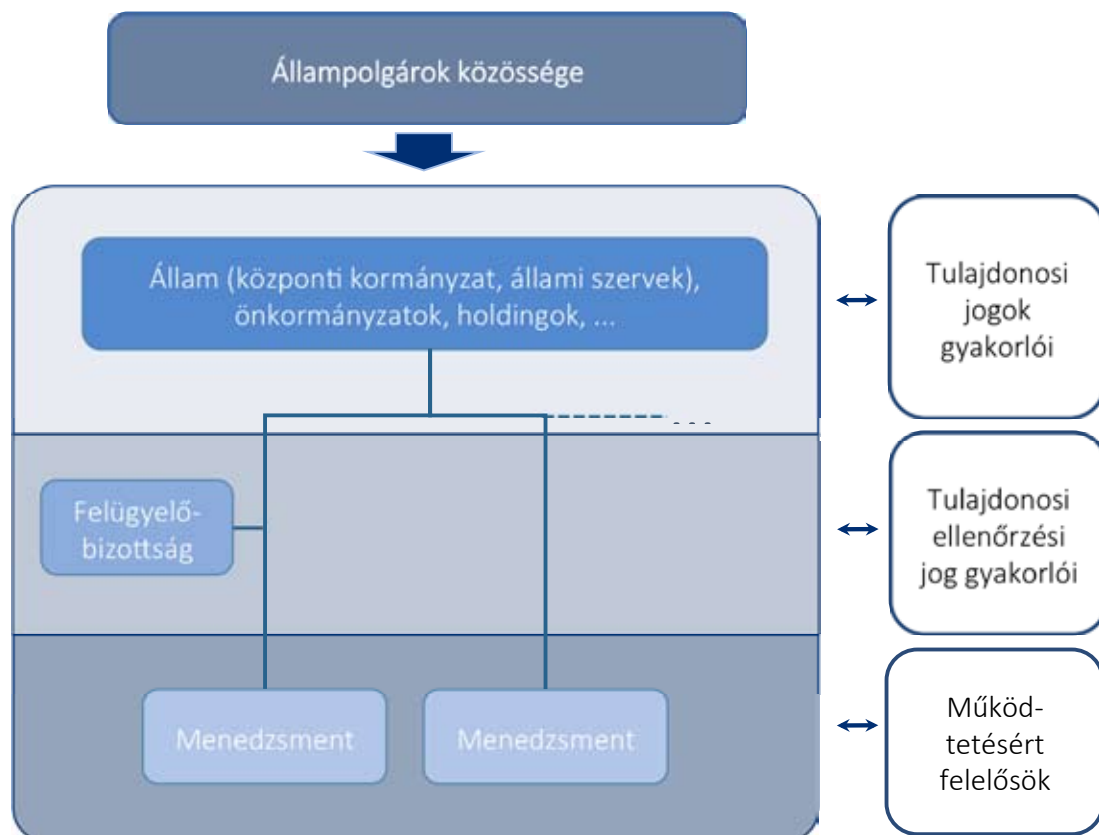 Állampolgárok közössége
Állam (központi kormányzat, állami szervek),
önkormányzatok, holdingok, ...
Tulajdonosi
jogok
gyakorlói
- - -
Felügyelő-
bizottság
Tulajdonosi
ellenőrzési
jog gyakorlói
Menedzsment
Menedzsment
Működ-
tetésért
felelősök